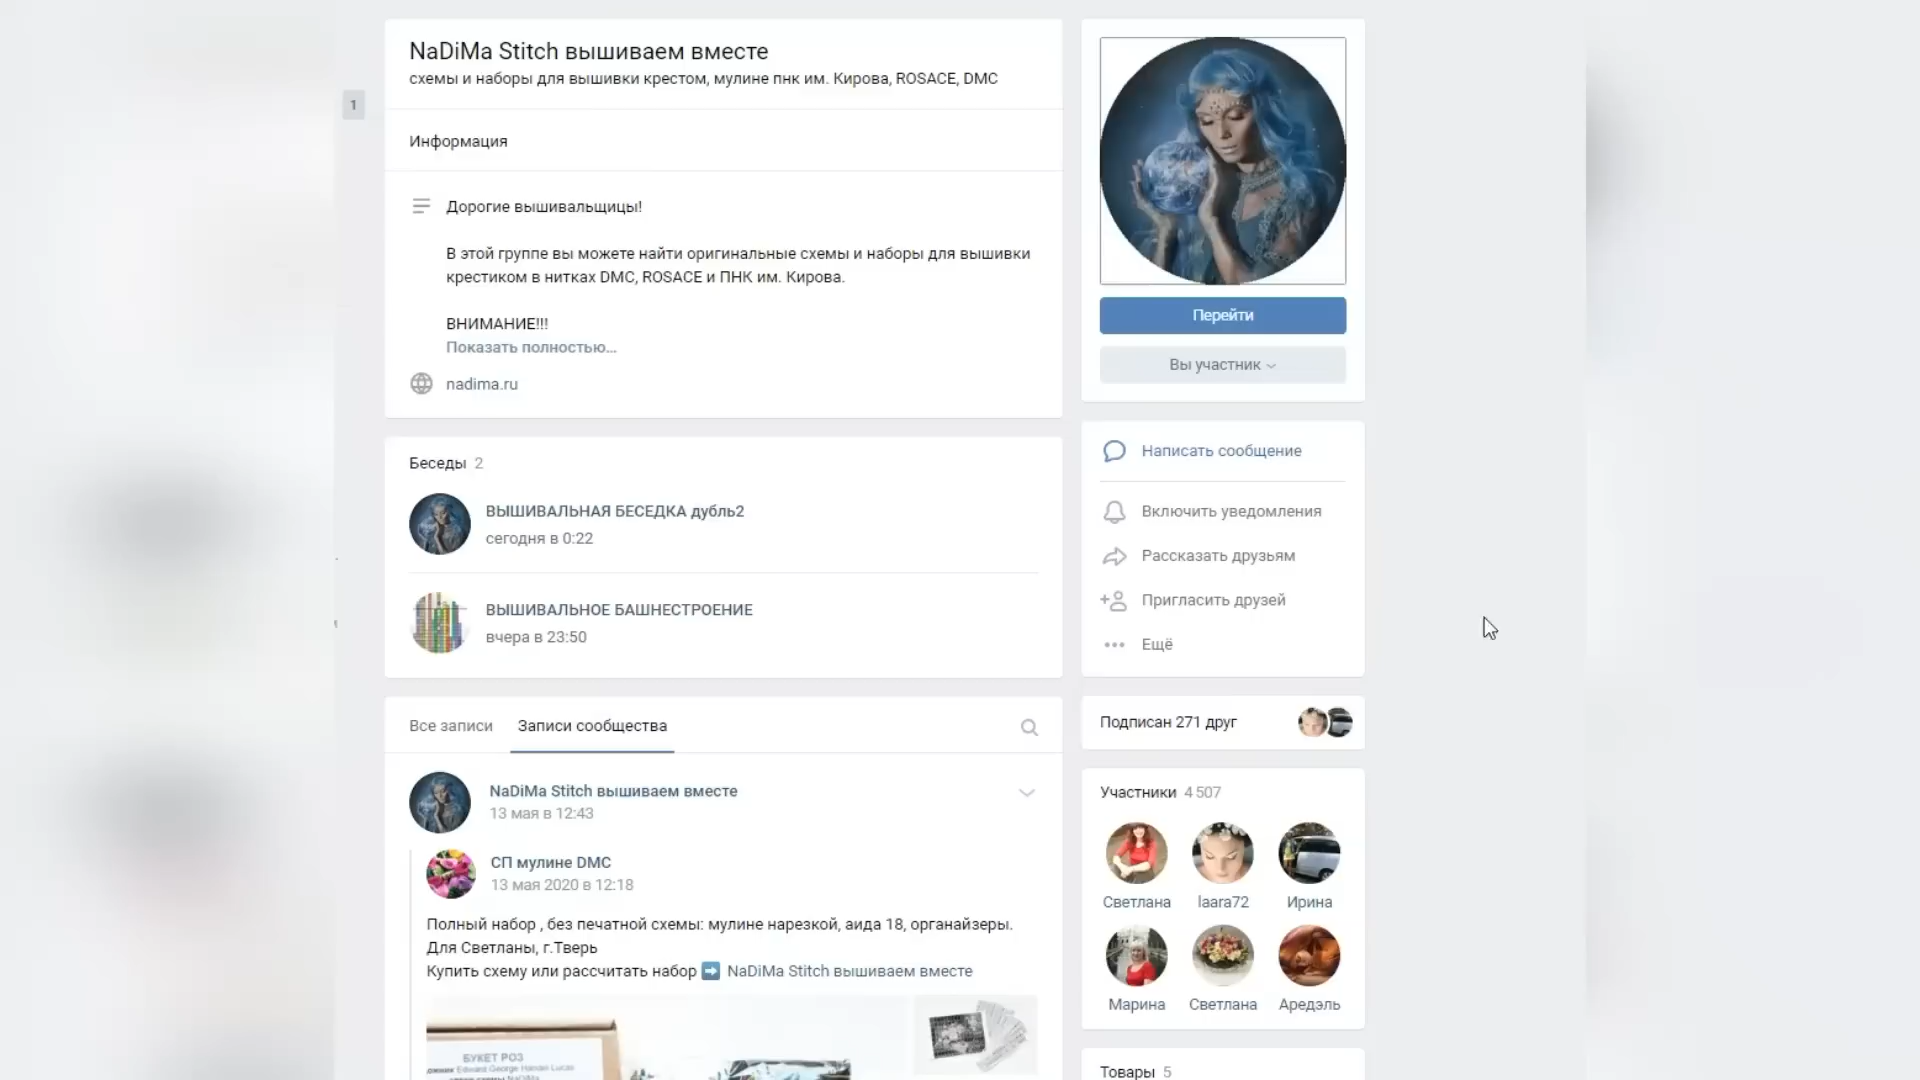 NaDiMa Stitch вышиваем вместе
схемы и наборы для вышивки крестом, мулине пнк им. Кирова, ROSACE, DMC
1
Информация
Дорогие вышивальщицы!
В этой группе вы можете найти оригинальные схемы и наборы для вышивки
крестиком в нитках DMC, ROSACE и ПНК им. Кирова.
ВНИМАНИЕ!!!
Показать полностью...
nadima.ru
Беседы 2
ВЫШИВАЛЬНАЯ БЕСЕДКА дубль2
сегодня в 0:22
ВЫШИВАЛЬНОЕ БАШНЕСТРОЕНИЕ
вчера в 23:50
Все записи Записи сообщества
NaDiMa Stitch вышиваем вместе
13 мая в 12:43
СП мулине DMC
13 мая 2020 в 12:18
Полный набор , без печатной схемы: мулине нарезкой, аида 18, органайзеры.
Для Светланы, г.Тверь
Купить схему или рассчитать набор ➡ NaDiMa Stitch вышиваем вместе
БУКЕТ РОЗ
Edward George Handel Lucas
Перейти
Вы участник
Написать сообщение
Включить уведомления
Рассказать друзьям
Пригласить друзей
Ещё
Подписан 271 друг
Участники 4 507
Светлана laara72 Ирина
Марина Светлана Аредэль
Товары 5